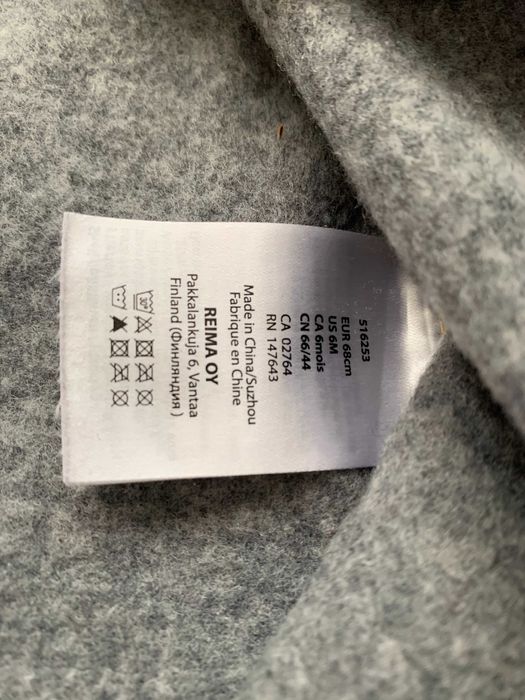 516253
EUR 68cm
US 6M
CA 6mois
CN 66/44
CA 02764
RN 147643
Made in China/Suzhou
Fabrique en Chine
REIMA OY
Pakkalankuja 6, Vantaa
Finland (Финляндия)
30°